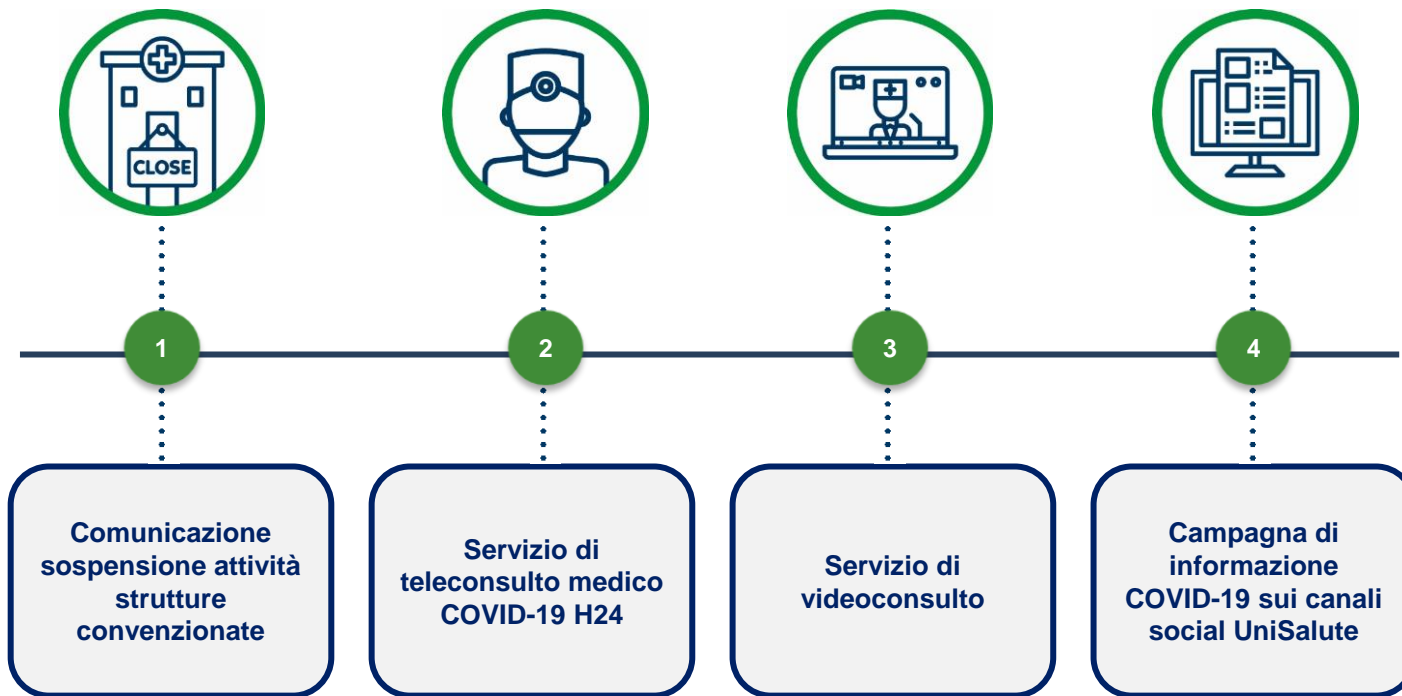 CLOSE
1
2
3
4
Comunicazione
sospensione attività
strutture
convenzionate
Servizio di
teleconsulto medico
COVID-19 H24
Servizio di
videoconsulto
Campagna di
informazione
COVID-19 sui canali
social UniSalute